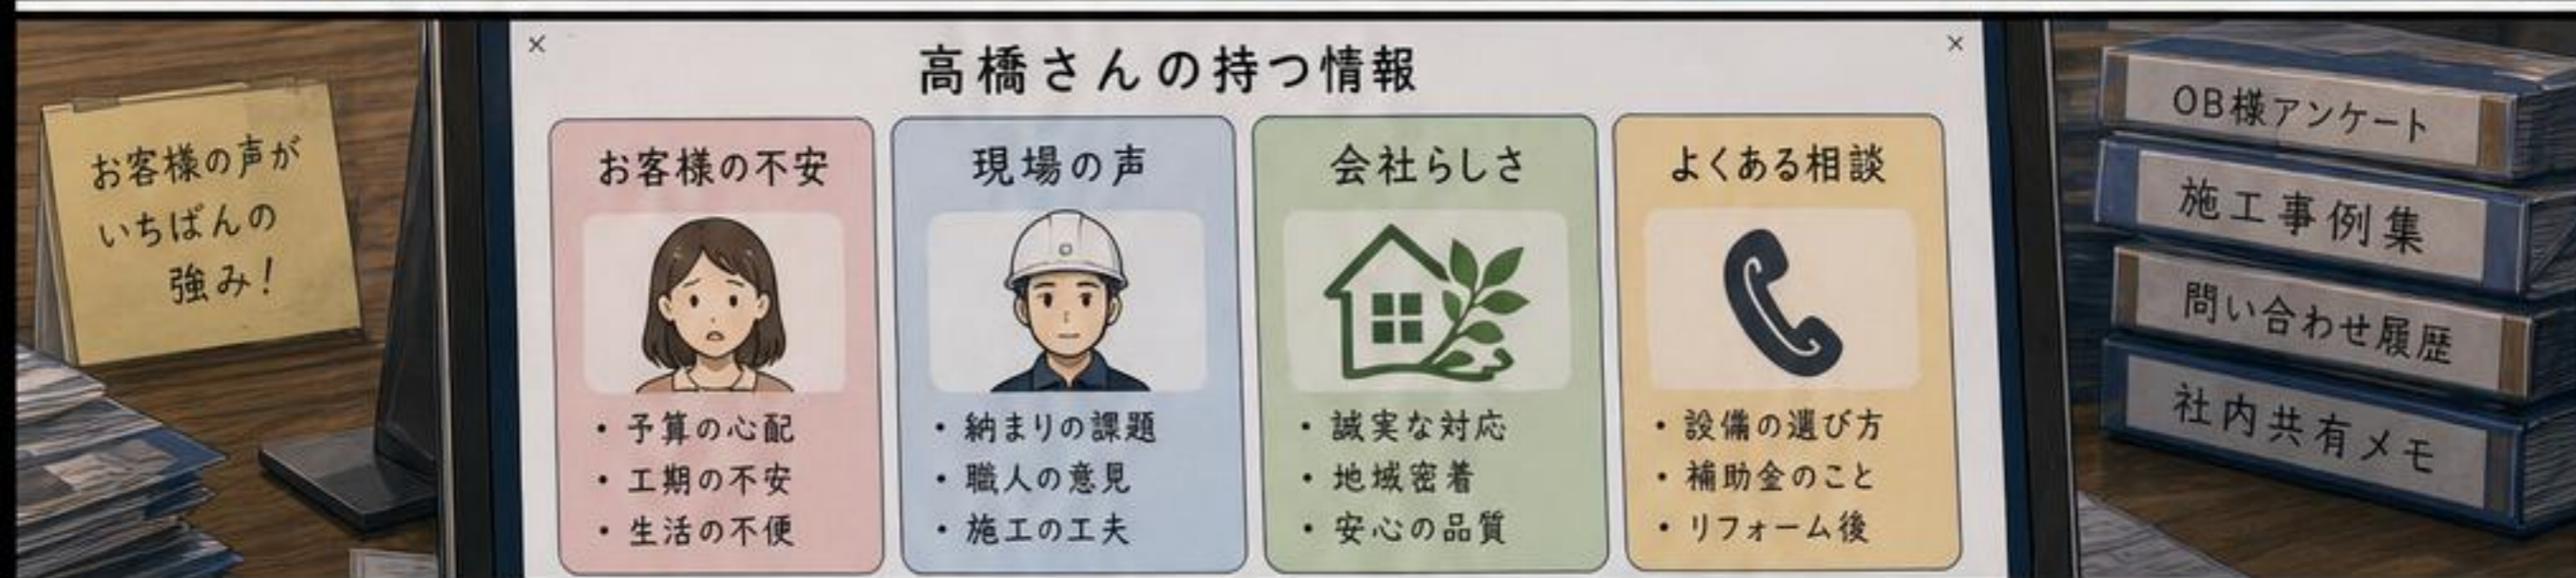 お客様の声が
いちばんの
強み!
×
×
高橋さんの持つ情報
お客様の不安
・予算の心配
・工期の不安
・生活の不便
現場の声
・納まりの課題
・職人の意見
・施工の工夫
会社らしさ
・誠実な対応
・地域密着
・安心の品質
よくある相談
・設備の選び方
・補助金のこと
・リフォーム後
OB様アンケート
施工事例集
問い合わせ履歴
社内共有メモ